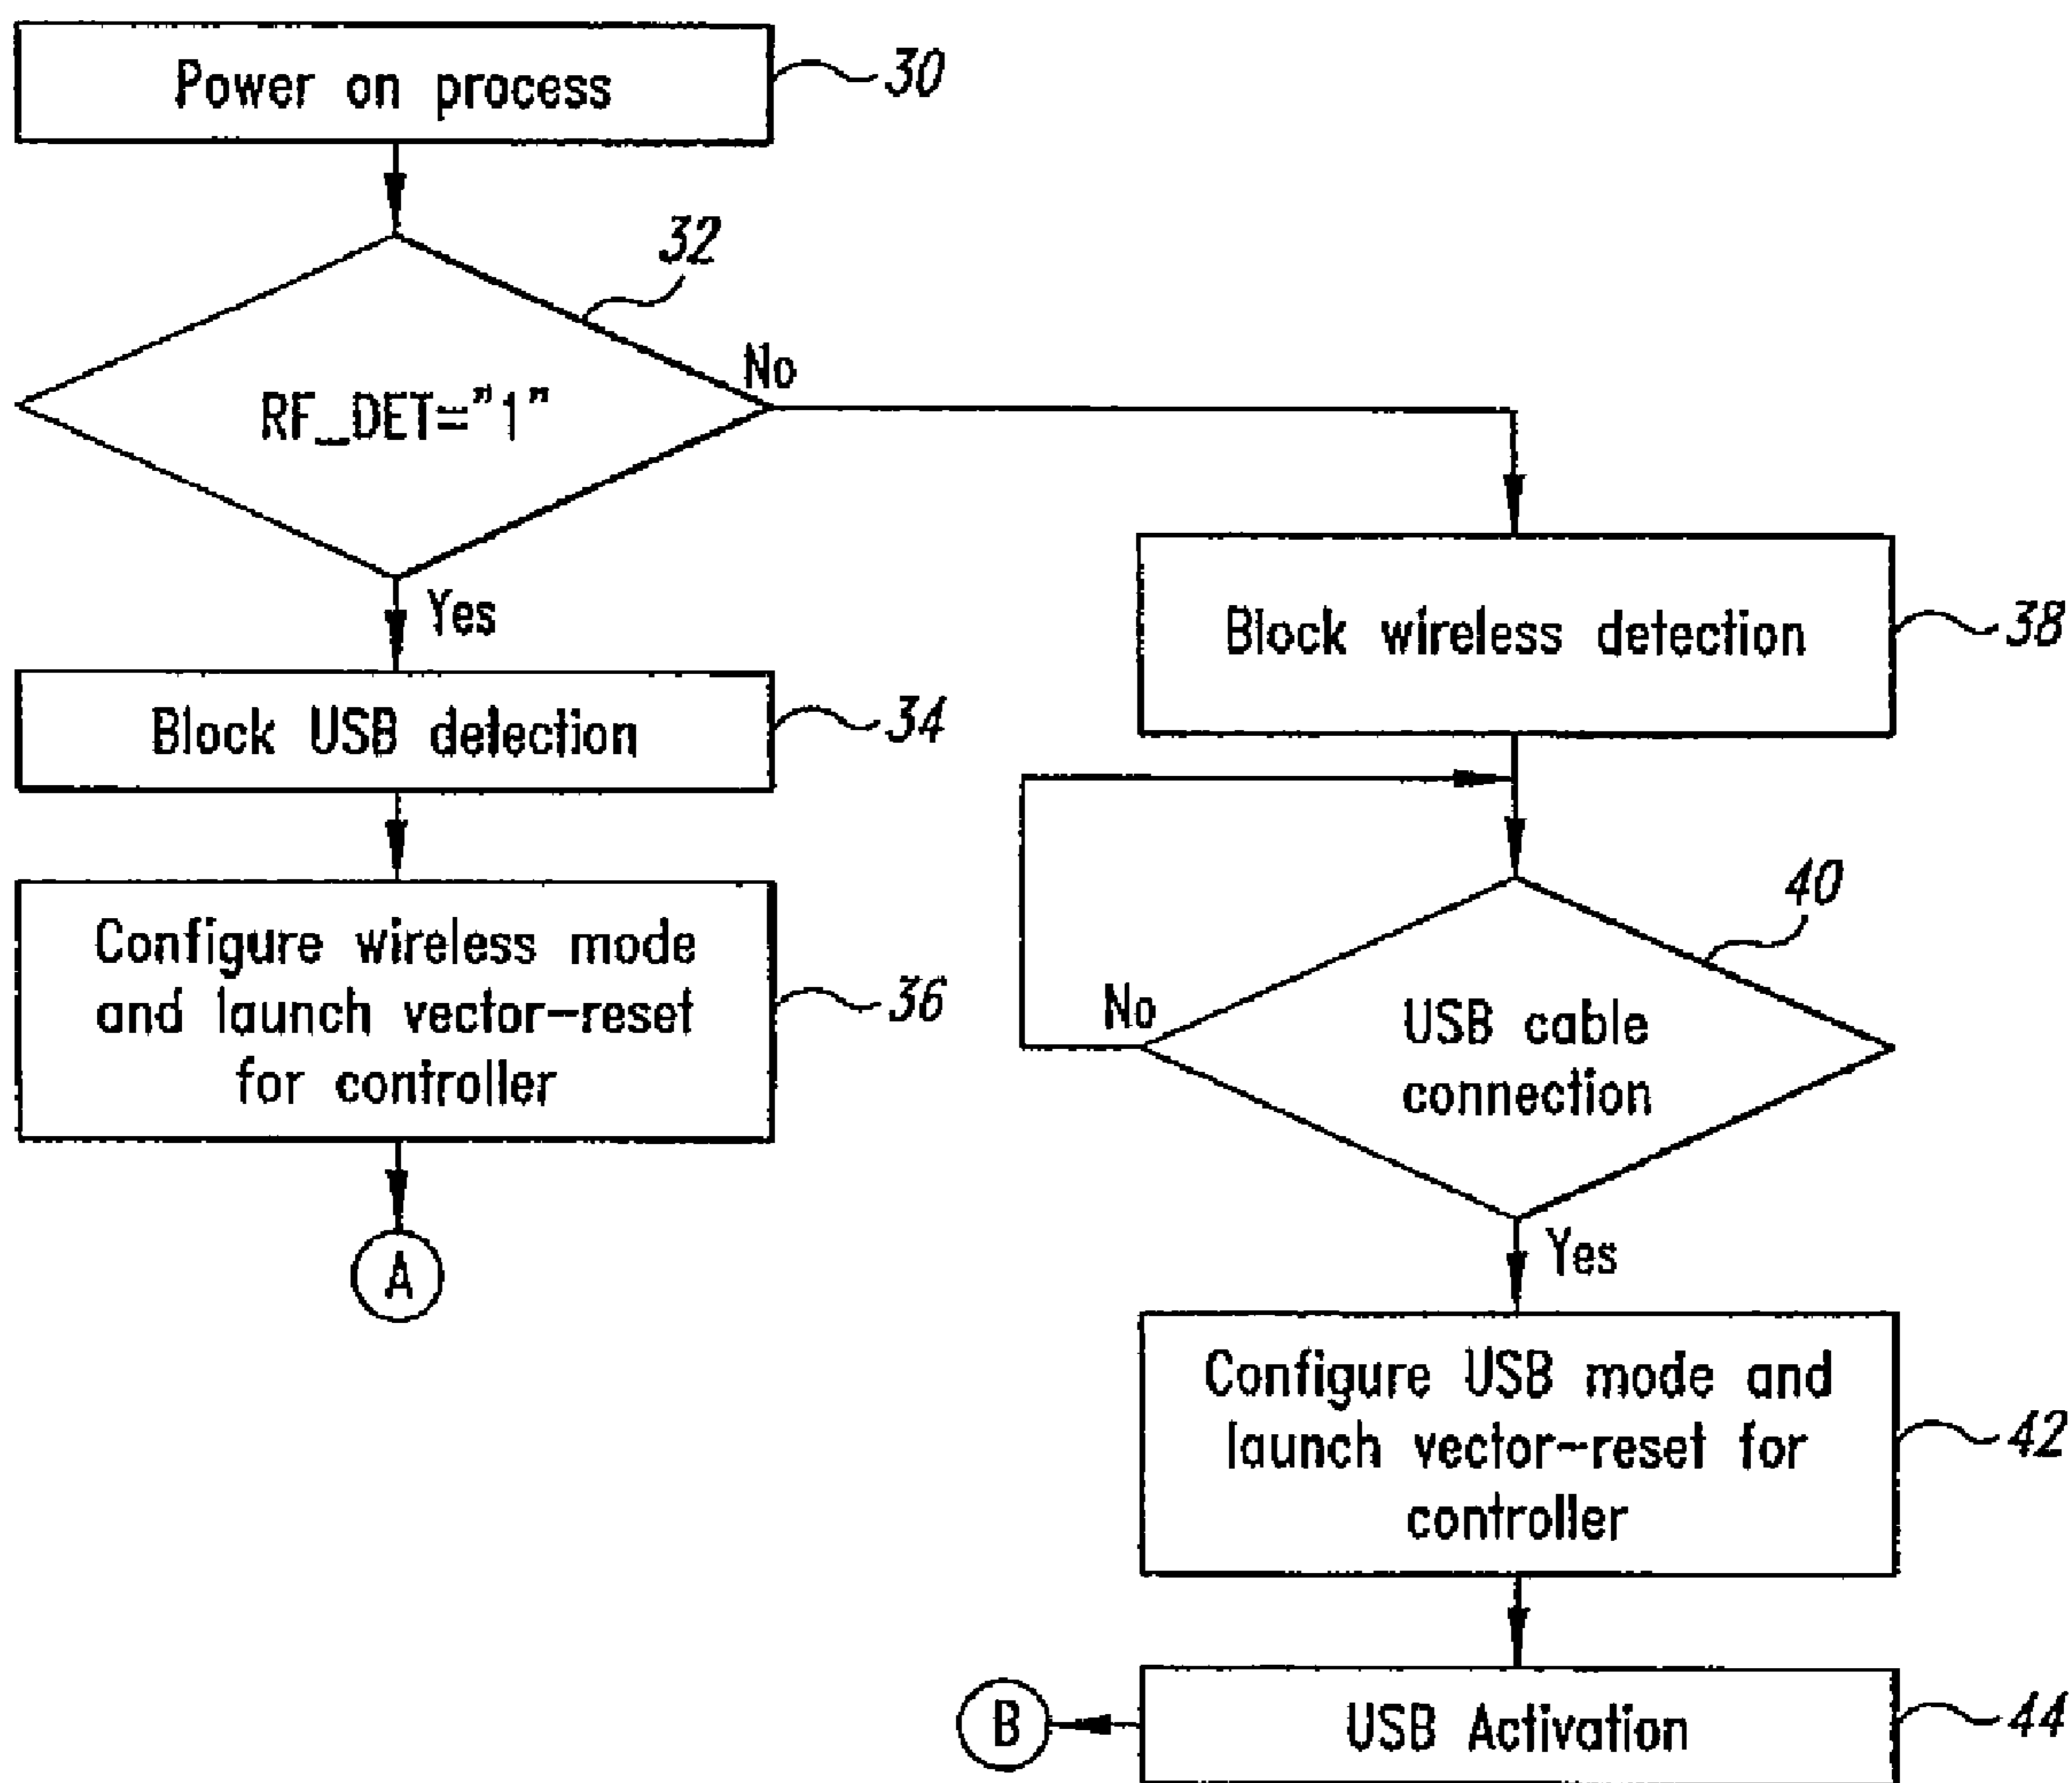 Power on process
30
32
RF_DET="1"
No
Yes
Block USB detection
34
Configure wireless mode
and launch vector-reset
for controller
36
A
Block wireless detection
38
40
No
USB cable
connection
Yes
Configure USB mode and
launch vector-reset for
controller
42
USB Activation
44
B